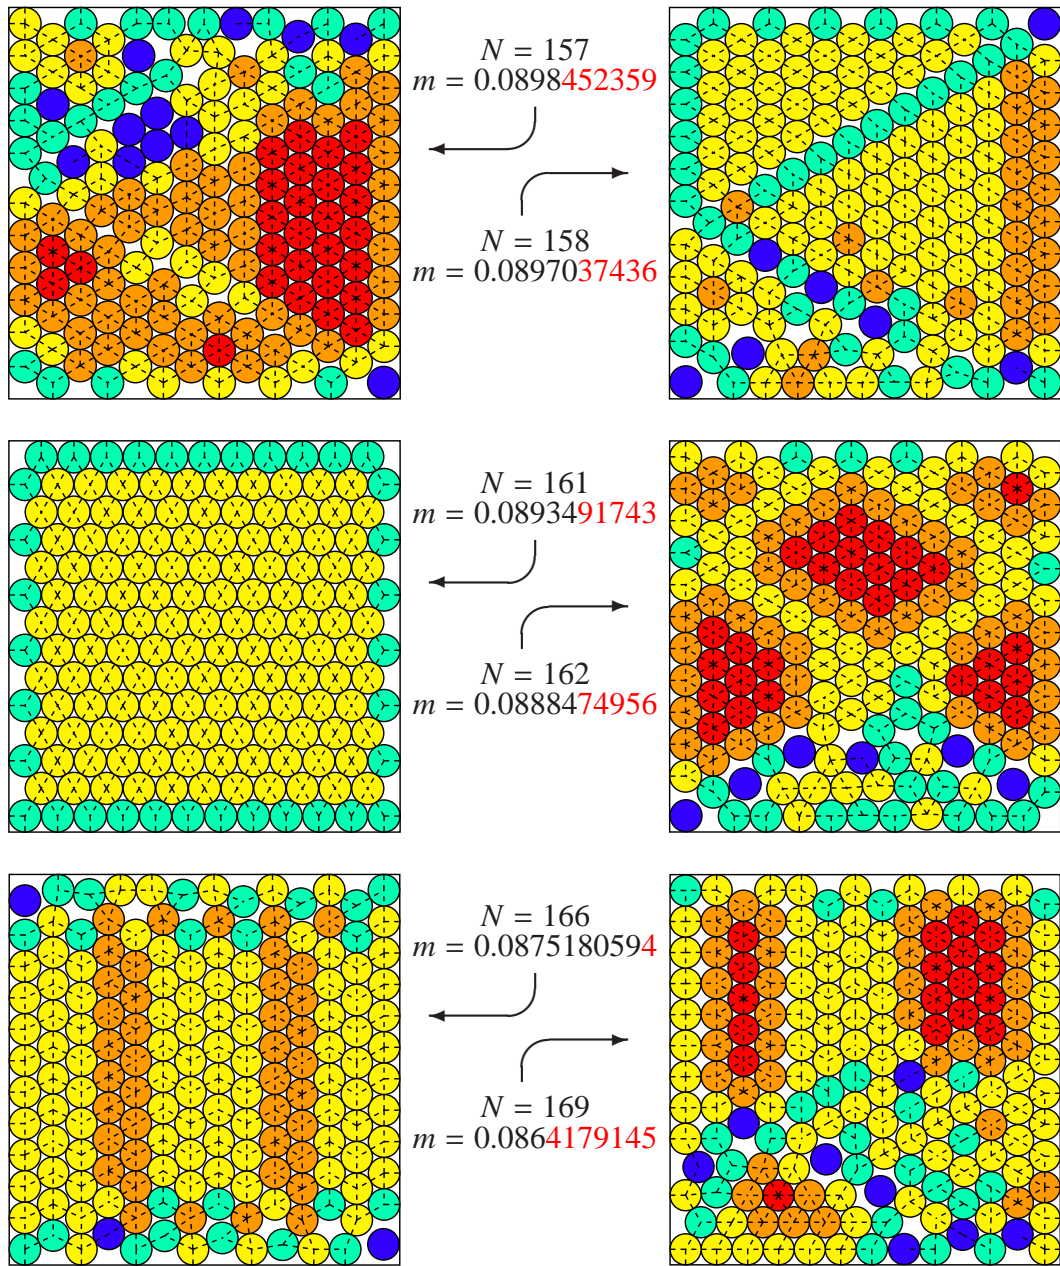 N = 157
m = 0.0898452359
N = 158
m = 0.0897037436
N = 161
m = 0.0893491743
N = 162
m = 0.0888474956
N = 166
m = 0.0875180594
N = 169
m = 0.0864179145